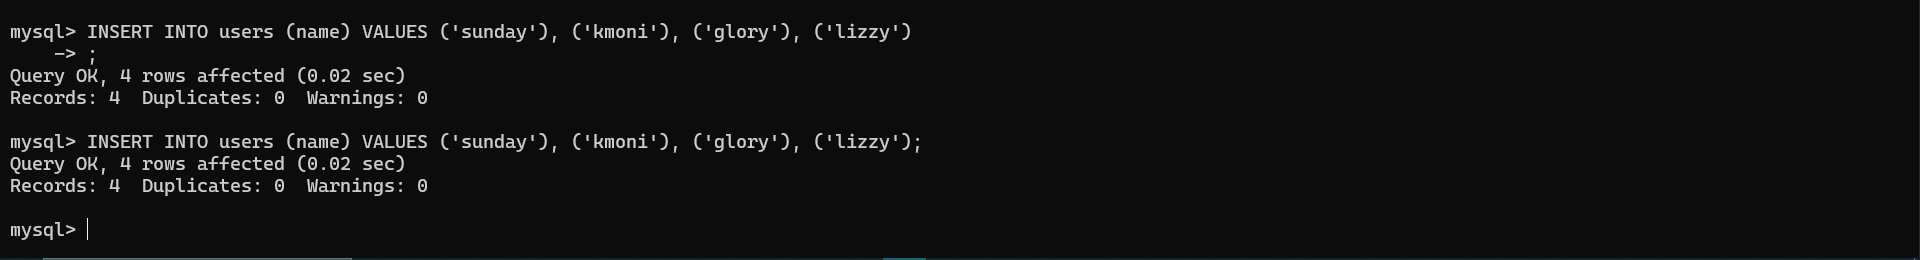 mysql> INSERT INTO users (name) VALUES ('sunday'), ('kmoni'), ('glory'), ('lizzy')
    -> ;
Query OK, 4 rows affected (0.02 sec)
Records: 4  Duplicates: 0  Warnings: 0
mysql> INSERT INTO users (name) VALUES ('sunday'), ('kmoni'), ('glory'), ('lizzy');
Query OK, 4 rows affected (0.02 sec)
Records: 4  Duplicates: 0  Warnings: 0
mysql>